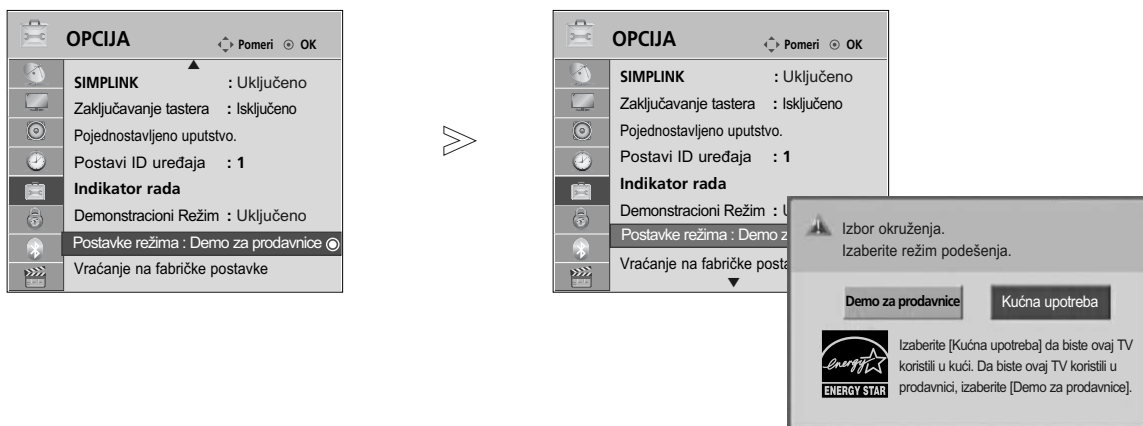 OPCIJA
Pomeri OK
SIMPLINK : Uključeno
Zaključavanje tastera : Isključeno
Pojednostavljeno uputstvo.
Postavi ID uređaja : 1
Indikator rada
Demonstracioni Režim : Uključeno
Postavke režima : Demo za prodavnice
Vraćanje na fabričke postavke
OPCIJA
Pomeri OK
SIMPLINK : Uključeno
Zaključavanje tastera : Isključeno
Pojednostavljeno uputstvo.
Postavi ID uređaja : 1
Indikator rada
Demonstracioni Režim :
Postavke režima : Demo
Vraćanje na fabričke
Izbor okruženja.
Izaberite režim podešenja.
Demo za prodavnice Kućna upotreba
energy
ENERGY STAR
Izaberite [Kućna upotreba] da biste ovaj TV
koristili u kući. Da biste ovaj TV koristili u
prodavnici, izaberite [Demo za prodavnice].